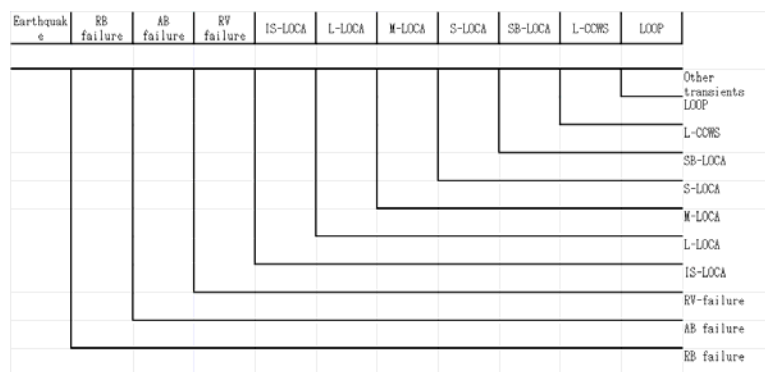 Earthquak
e
RB
failure
AB
failure
RV
failure
IS-LOCA
L-LOCA
M-LOCA
S-LOCA
SB-LOCA
L-CCWS
LOOP
Other
transients
LOOP
L-CCWS
SB-LOCA
S-LOCA
M-LOCA
L-LOCA
IS-LOCA
RV-failure
AB failure
RB failure